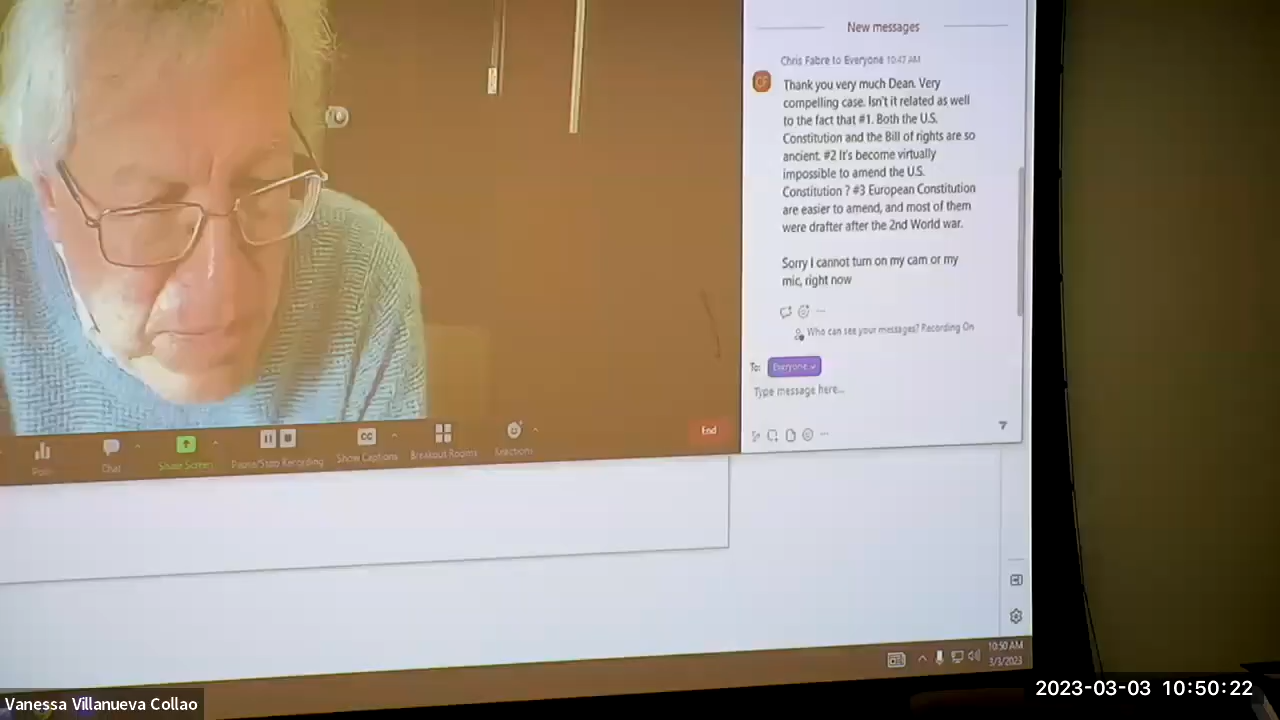 New messages
Chris Fabre to Everyone 10:47 AM
CF
Thank you very much Dean. Very
compelling case. Isn't it related as well
to the fact that #1. Both the U.S.
Constitution and the Bill of rights are so
ancient. #2 It's become virtually
impossible to amend the U.S.
Constitution ? #3 European Constitution
are easier to amend, and most of them
were drafter after the 2nd World war.
Sorry I cannot turn on my cam or my
mic, right now
Who can see your messages? Recording On
To: Everyone
Type message here...
Polls
Chat
Share Screen
Pause/Stop Recording
CC
Show Captions
Breakout Rooms
Reactions
End
10:50 AM
3/3/2023
Vanessa Villanueva Collao
2023-03-03 10:50:22